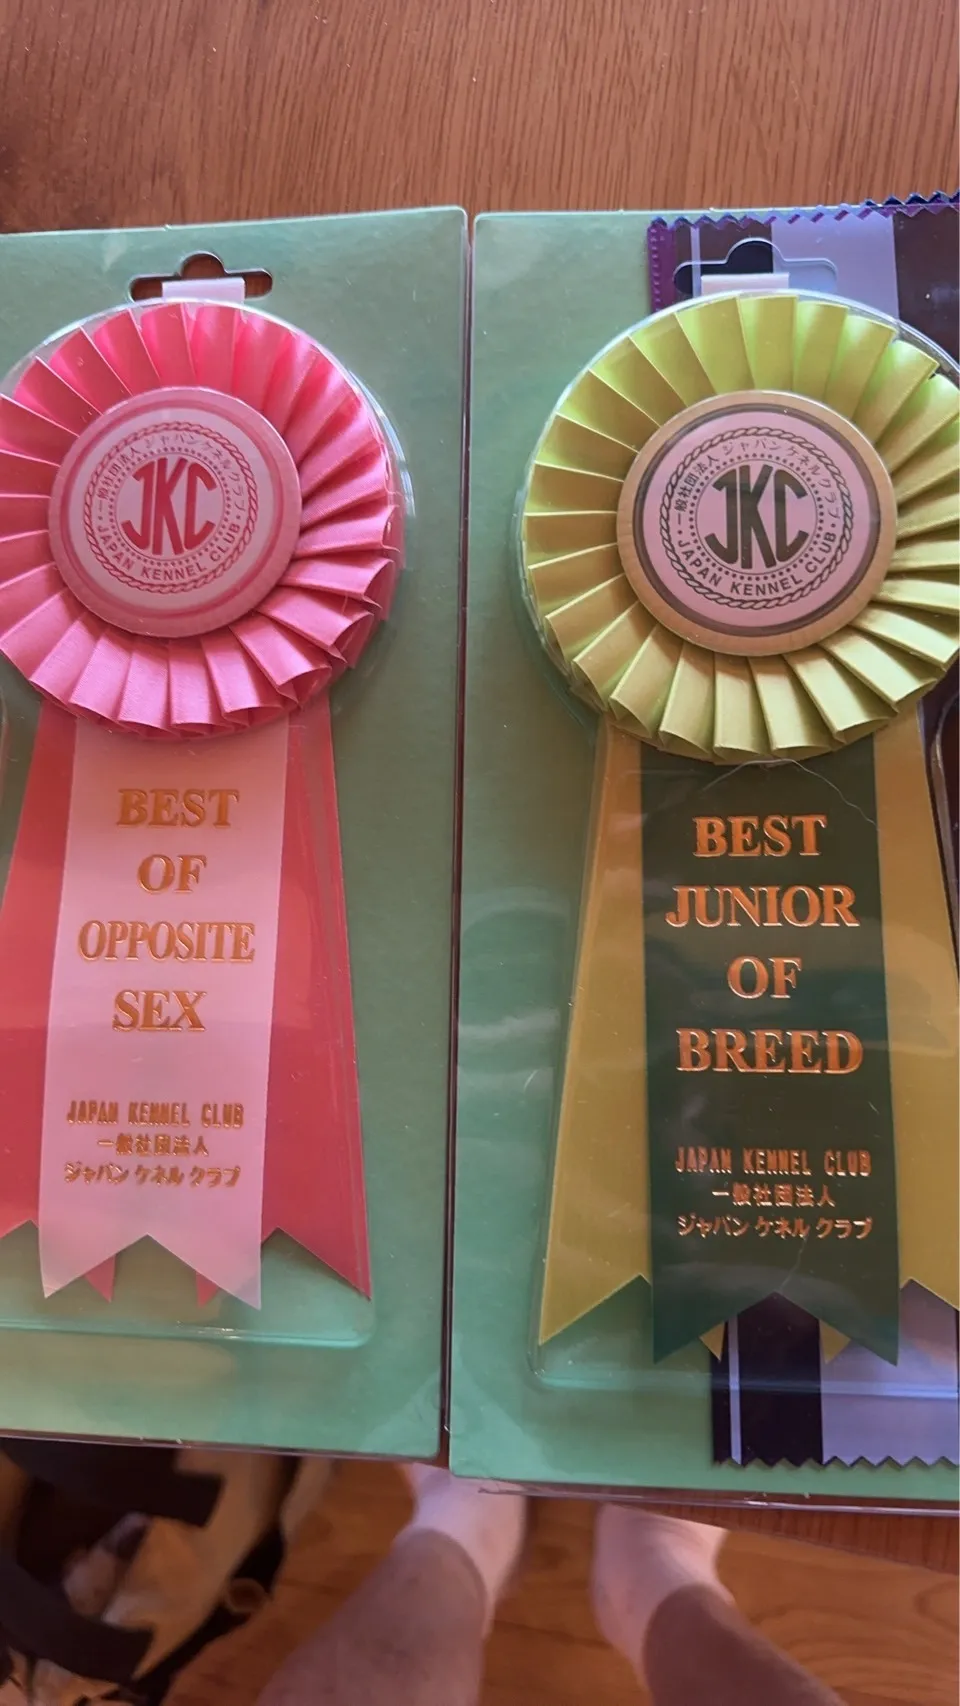 一般社団法人 ジャパンケネルクラブ
JKC
JAPAN KENNEL CLUB
BEST
OF
OPPOSITE
SEX
JAPAN KENNEL CLUB
一般社団法人
ジャパン ケネル クラブ
一般社団法人 ジャパンケネルクラブ
JKC
JAPAN KENNEL CLUB
BEST
JUNIOR
OF
BREED
JAPAN KENNEL CLUB
一般社団法人
ジャパン ケネル クラブ